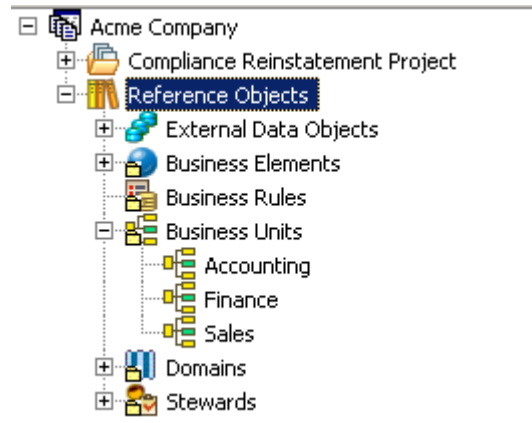 Acme Company
Compliance Reinstatement Project
Reference Objects
External Data Objects
Business Elements
Business Rules
Business Units
Accounting
Finance
Sales
Domains
Stewards